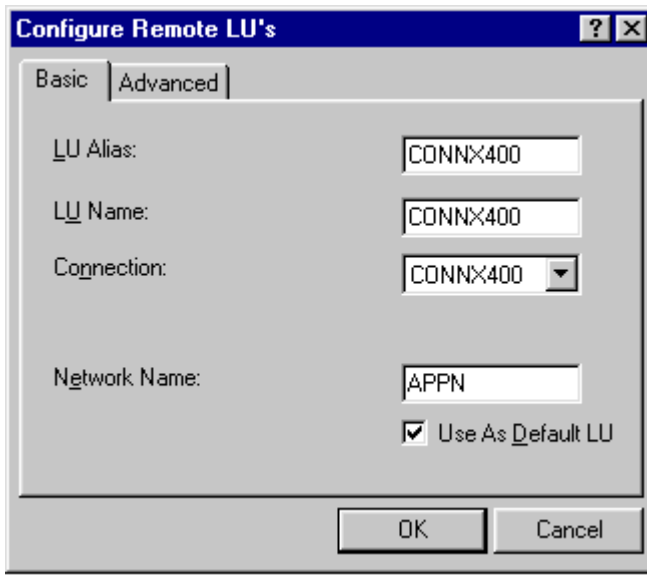 Configure Remote LU's ? X
Basic Advanced
LU Alias: CONNX400
LU Name: CONNX400
Connection: CONNX400
Network Name: APPN
Use As Default LU
OK Cancel